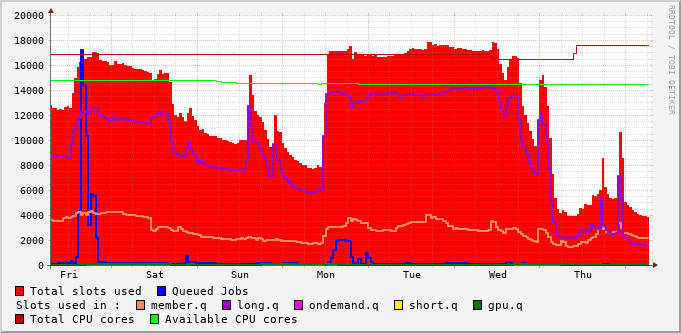 RRDTOOL / TOBI OETIKER
20000
18000
16000
14000
12000
10000
8000
6000
4000
2000
0
Fri Sat Sun Mon Tue Wed Thu
Total slots used Queued Jobs
Slots used in : member.q long.q ondemand.q short.q gpu.q
Total CPU cores Available CPU cores